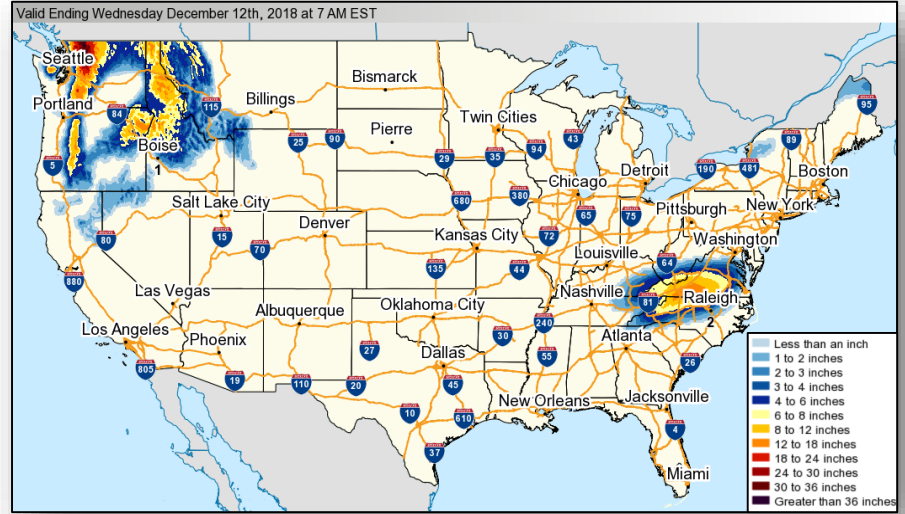 Valid Ending Wednesday December 12th, 2018 at 7 AM EST
Seattle
Portland
84
115
Billings
Bismarck
Boise
1
5
25
90
Pierre
Twin Cities
29
35
94
43
95
89
190
481
Boston
Chicago
Detroit
Salt Lake City
680
380
65
75
Pittsburgh
New York
80
15
70
Denver
Kansas City
72
Washington
Louisville
64
880
135
44
Las Vegas
Albuquerque
Oklahoma City
Nashville
81
Raleigh
2
Los Angeles
Phoenix
27
30
240
Atlanta
Dallas
55
26
805
19
110
20
45
New Orleans
Jacksonville
10
610
4
37
Miami
Less than an inch
1 to 2 inches
2 to 3 inches
3 to 4 inches
4 to 6 inches
6 to 8 inches
8 to 12 inches
12 to 18 inches
18 to 24 inches
24 to 30 inches
30 to 36 inches
Greater than 36 inches